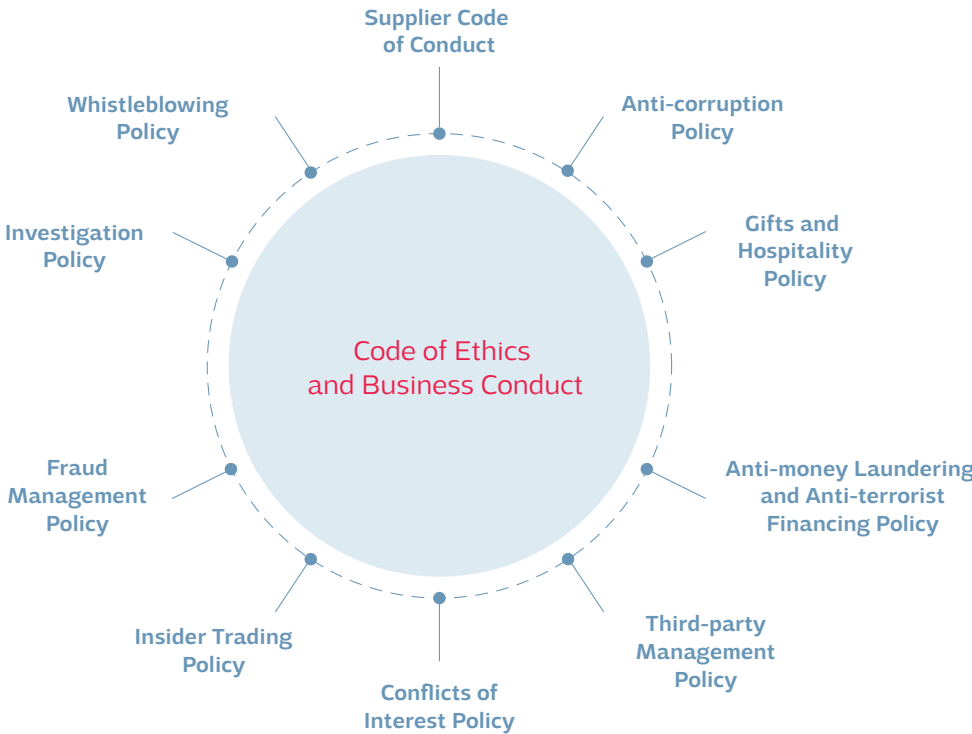 Supplier Code
of Conduct
Anti-corruption
Policy
Gifts and
Hospitality
Policy
Anti-money Laundering
and Anti-terrorist
Financing Policy
Third-party
Management
Policy
Conflicts of
Interest Policy
Insider Trading
Policy
Fraud
Management
Policy
Investigation
Policy
Whistleblowing
Policy
Code of Ethics
and Business Conduct